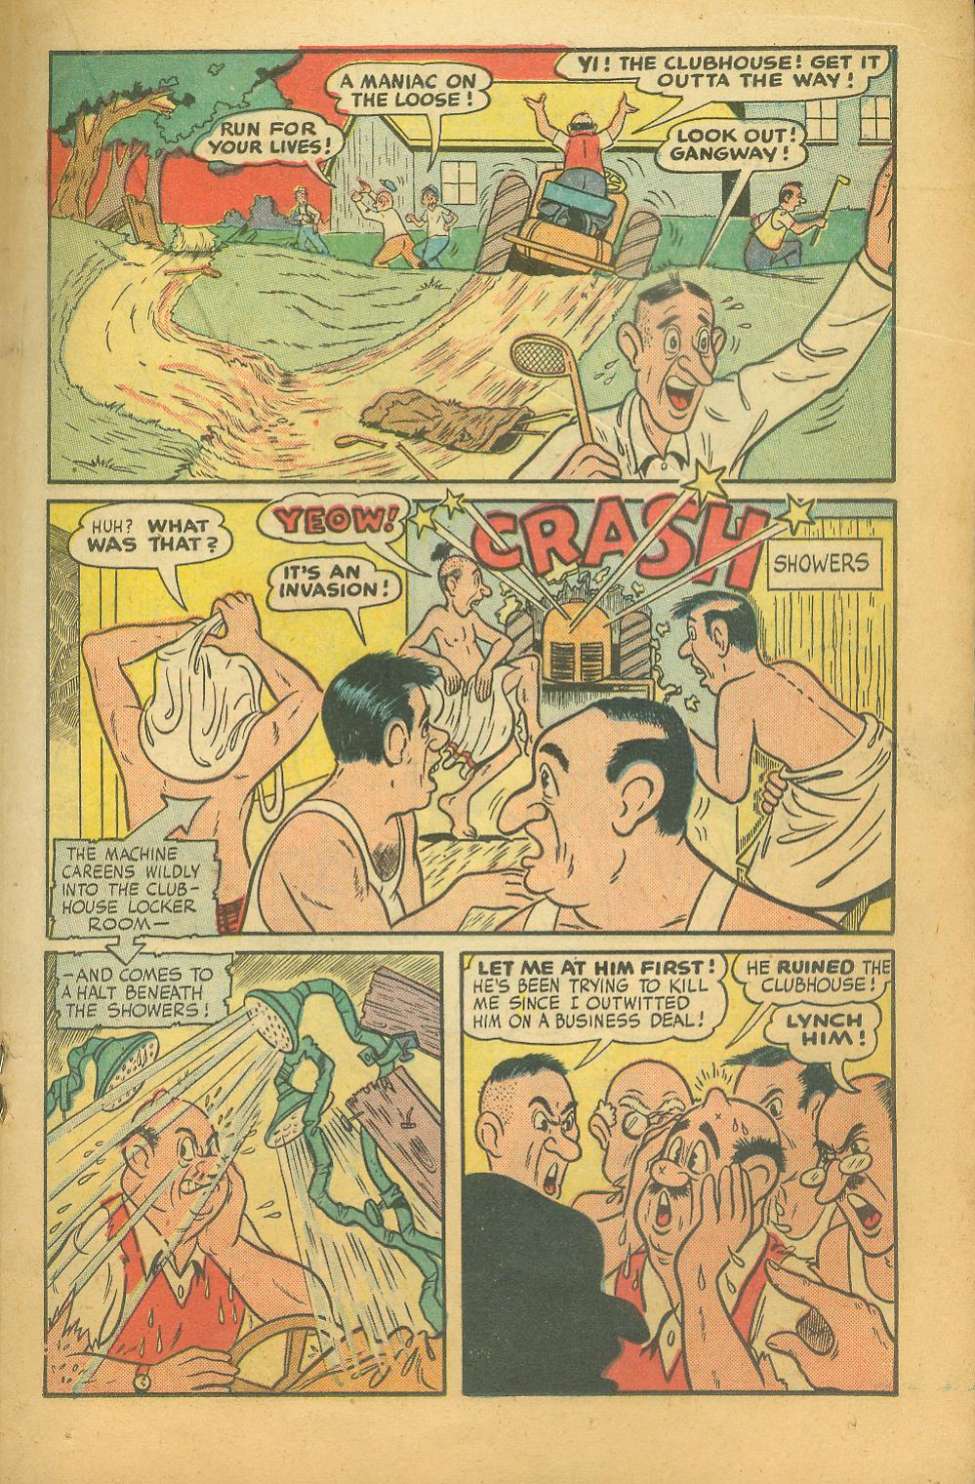 RUN FOR
YOUR LIVES!
A MANIAC ON
THE LOOSE!
YI! THE CLUBHOUSE! GET IT
OUTTA THE WAY!
LOOK OUT!
GANGWAY!
HUH? WHAT
WAS THAT?
YEOW!
IT'S AN
INVASION!
CRASH
SHOWERS
THE MACHINE
CAREENS WILDLY
INTO THE CLUB-
HOUSE LOCKER
ROOM-
-AND COMES TO
A HALT BENEATH
THE SHOWERS!
LET ME AT HIM FIRST!
HE'S BEEN TRYING TO KILL
ME SINCE I OUTWITTED
HIM ON A BUSINESS DEAL!
HE RUINED THE
CLUBHOUSE!
LYNCH
HIM!